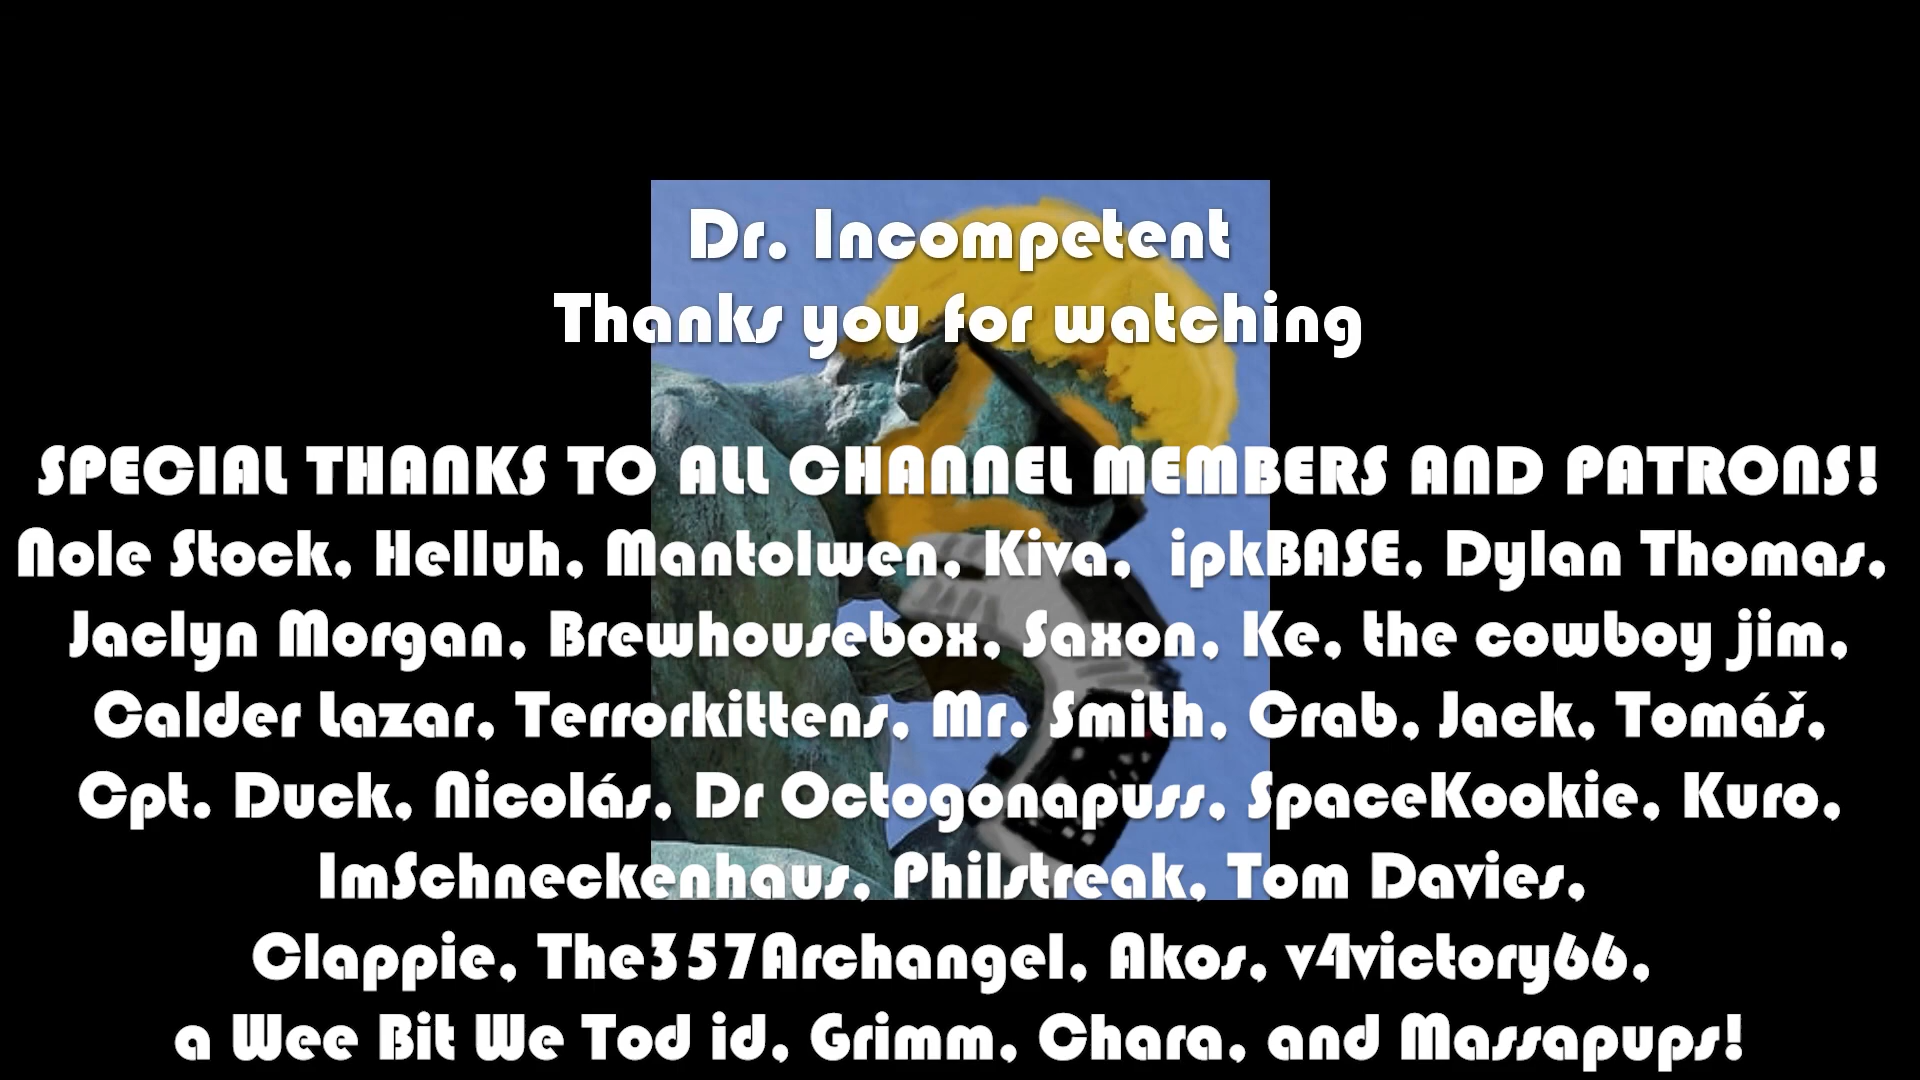 Dr. Incompetent
Thanks you for watching
SPECIAL THANKS TO ALL CHANNEL MEMBERS AND PATRONS!
Nole Stock, Helluh, Mantolwen, Kiva, ipkBASE, Dylan Thomas,
Jaclyn Morgan, Brewhousebox, Saxon, Ke, the cowboy jim,
Calder Lazar, Terrorkittens, Mr. Smith, Crab, Jack, Tomáš,
Cpt. Duck, Nicolás, Dr Octogonapuss, SpaceKookie, Kuro,
ImSchneckenhaus, Philstreak, Tom Davies,
Clappie, The357Archangel, Akos, v4victory66,
a Wee Bit We Tod id, Grimm, Chara, and Massapups!